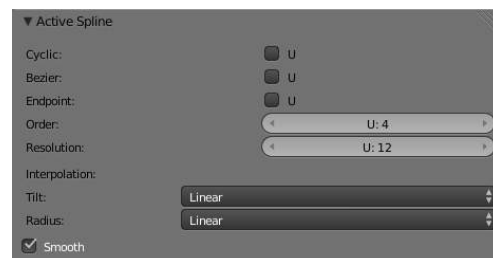 Active Spline
Cyclic: U
Bezier: U
Endpoint: U
Order: U: 4
Resolution: U: 12
Interpolation:
Tilt: Linear
Radius: Linear
Smooth